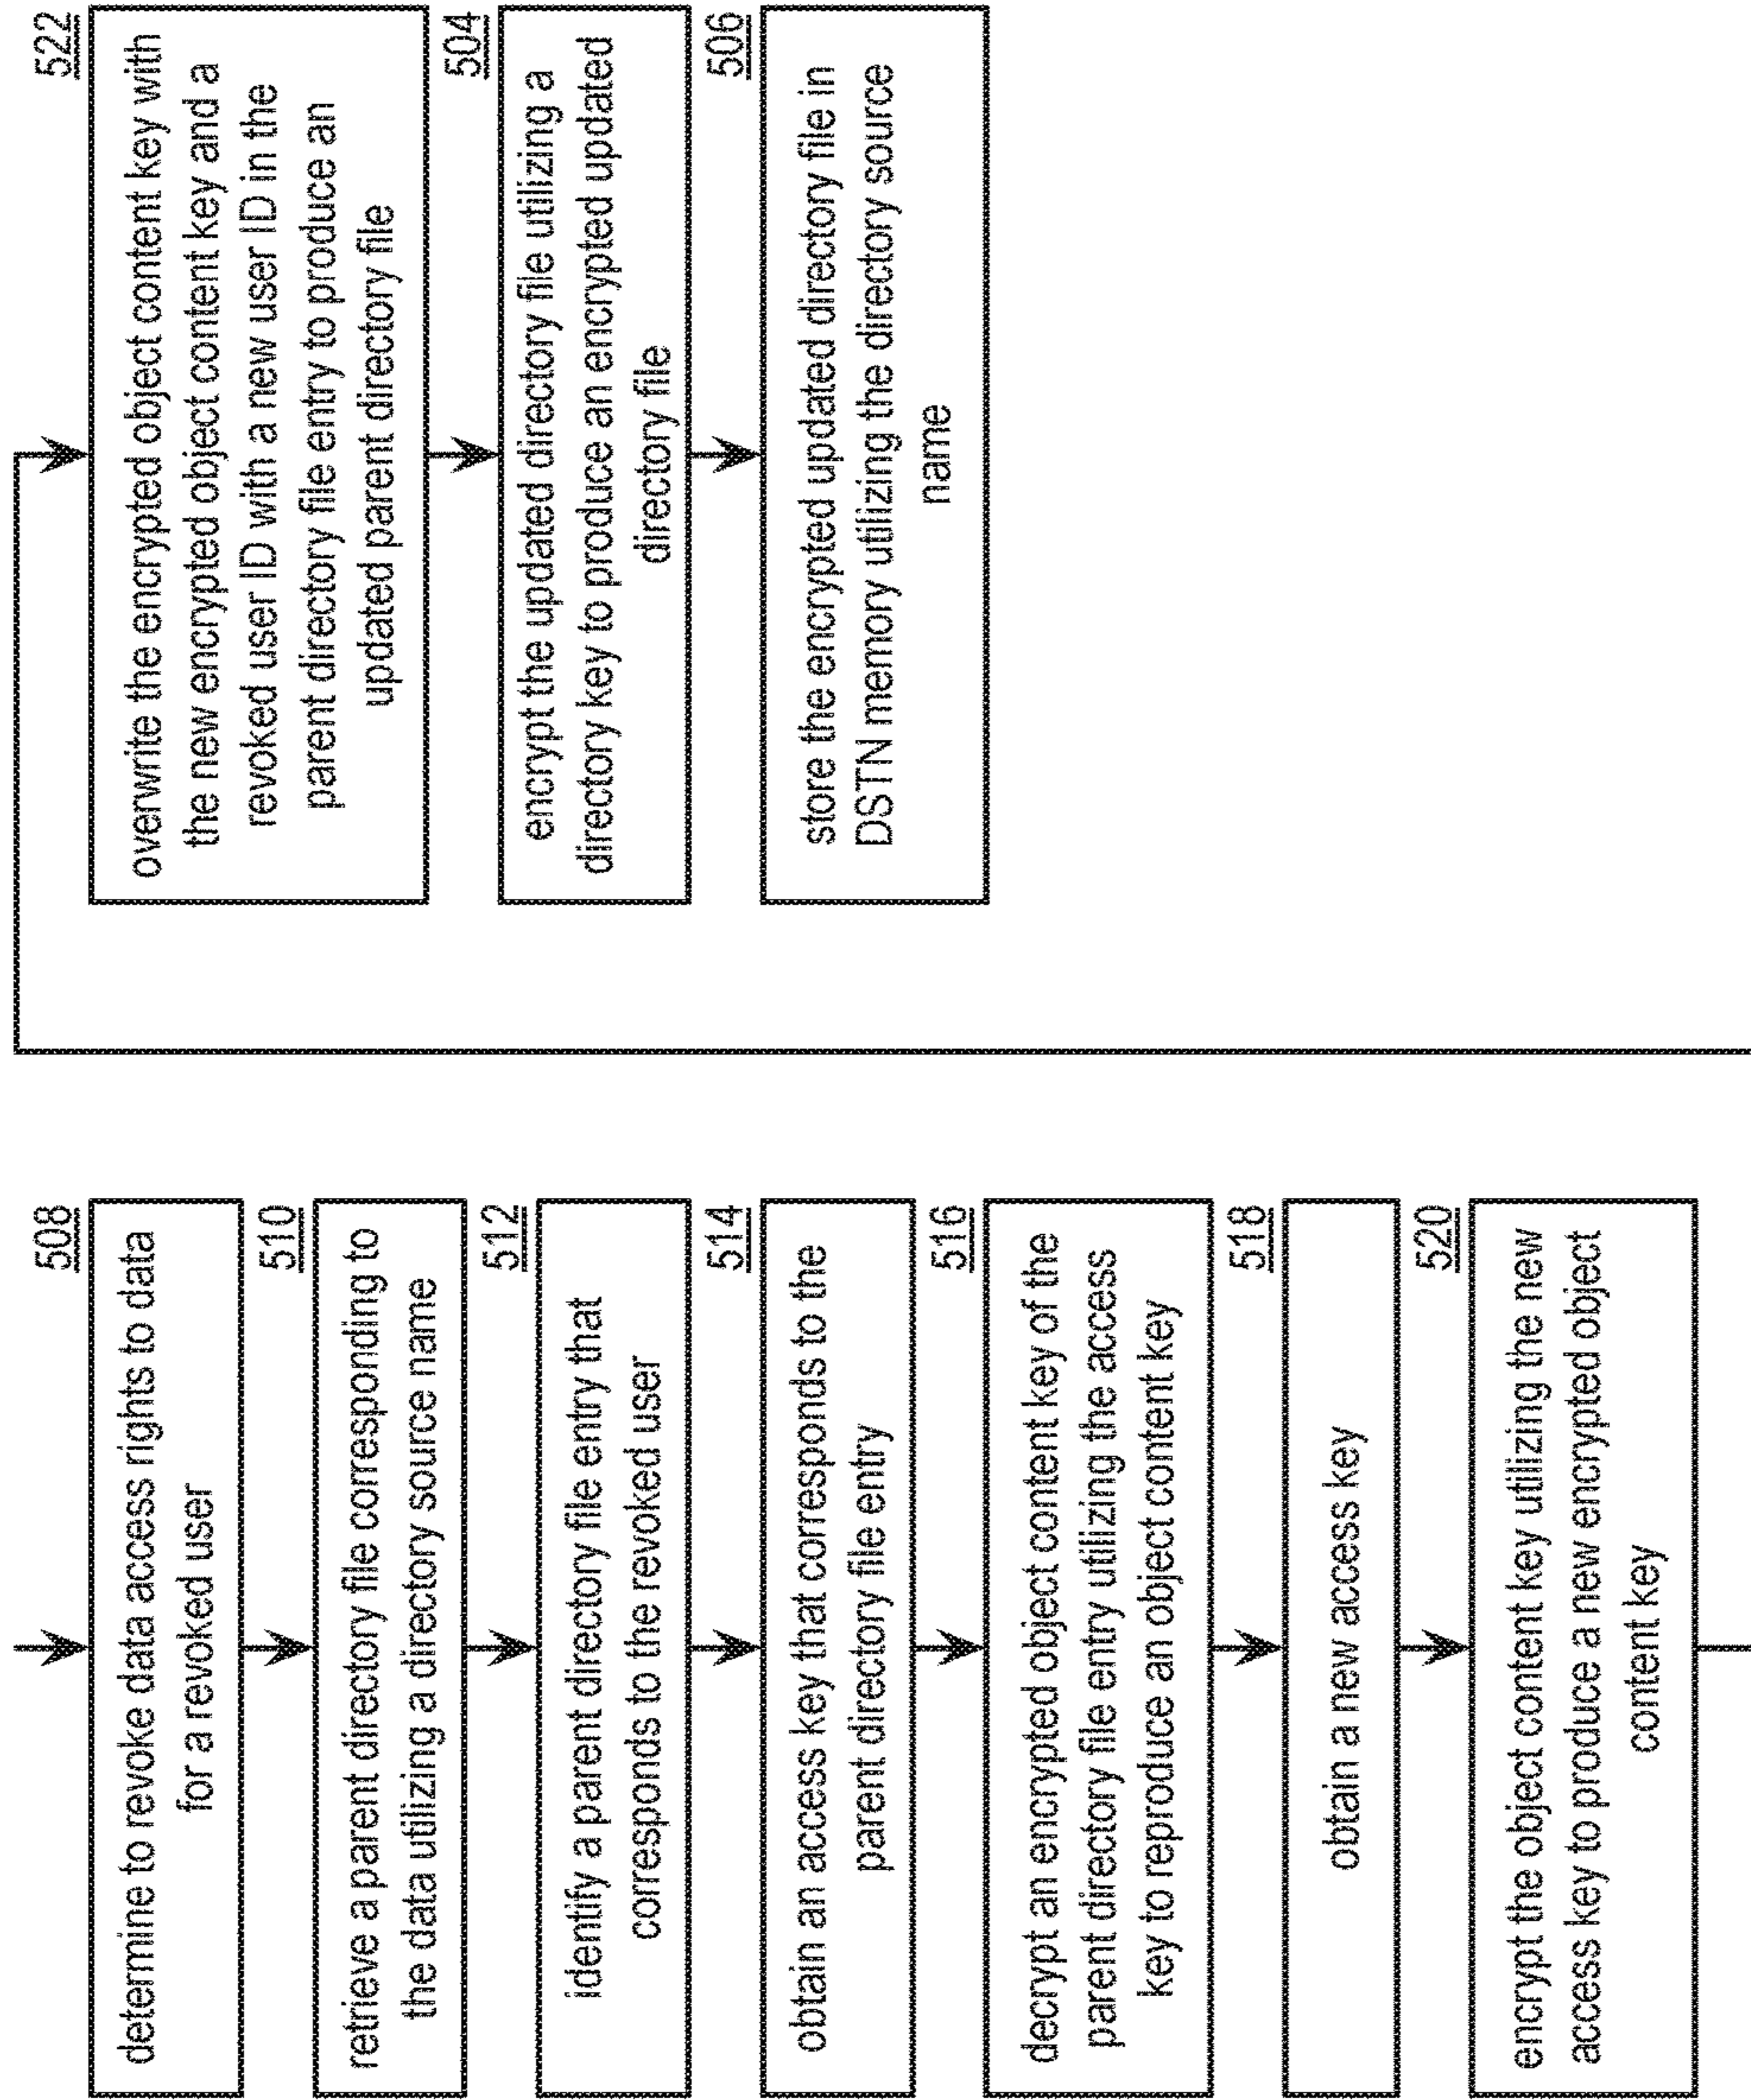 508
determine to revoke data access rights to data
for a revoked user
510
retrieve a parent directory file corresponding to
the data utilizing a directory source name
512
identify a parent directory file entry that
corresponds to the revoked user
514
obtain an access key that corresponds to the
parent directory file entry
516
decrypt an encrypted object content key of the
parent directory file entry utilizing the access
key to reproduce an object content key
518
obtain a new access key
520
encrypt the object content key utilizing the new
access key to produce a new encrypted object
content key
522
overwrite the encrypted object content key with
the new encrypted object content key and a
revoked user ID with a new user ID in the
parent directory file entry to produce an
updated parent directory file
504
encrypt the updated directory file utilizing a
directory key to produce an encrypted updated
directory file
506
store the encrypted updated directory file in
DSTN memory utilizing the directory source
name